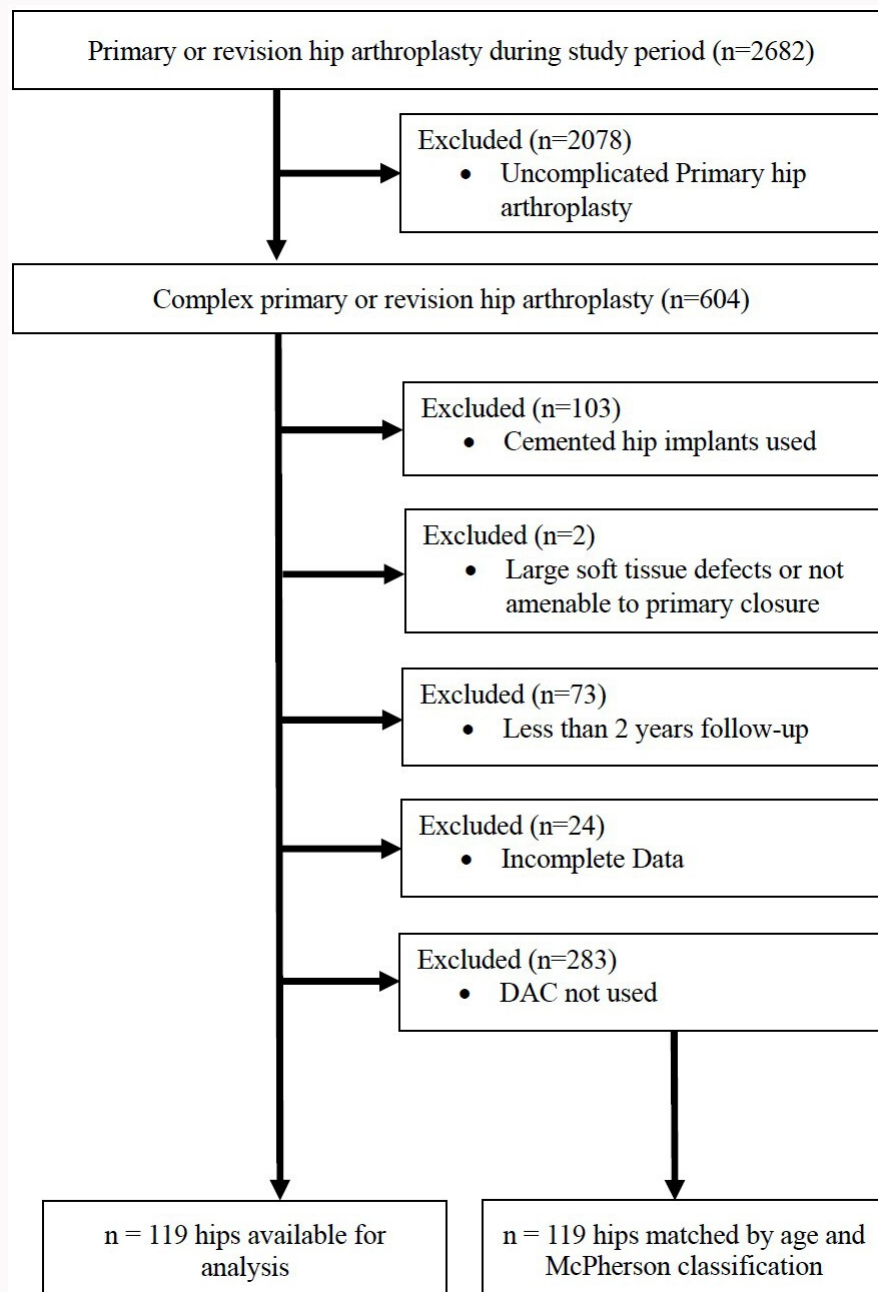 Primary or revision hip arthroplasty during study period (n=2682)
Excluded (n=2078)
• Uncomplicated Primary hip
arthroplasty
Complex primary or revision hip arthroplasty (n=604)
Excluded (n=103)
• Cemented hip implants used
Excluded (n=2)
• Large soft tissue defects or not
amenable to primary closure
Excluded (n=73)
• Less than 2 years follow-up
Excluded (n=24)
• Incomplete Data
Excluded (n=283)
• DAC not used
n = 119 hips available for
analysis
n = 119 hips matched by age and
McPherson classification